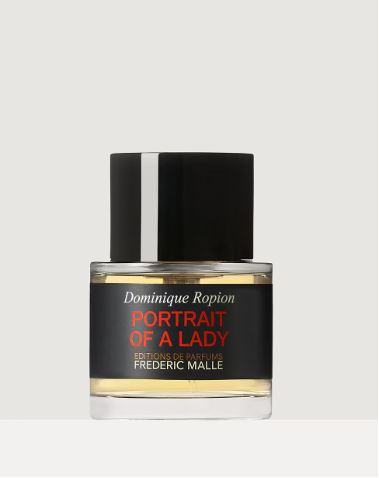 Dominique Ropion
PORTRAIT
OF A LADY
EDITIONS DE PARFUMS
FREDERIC MALLE